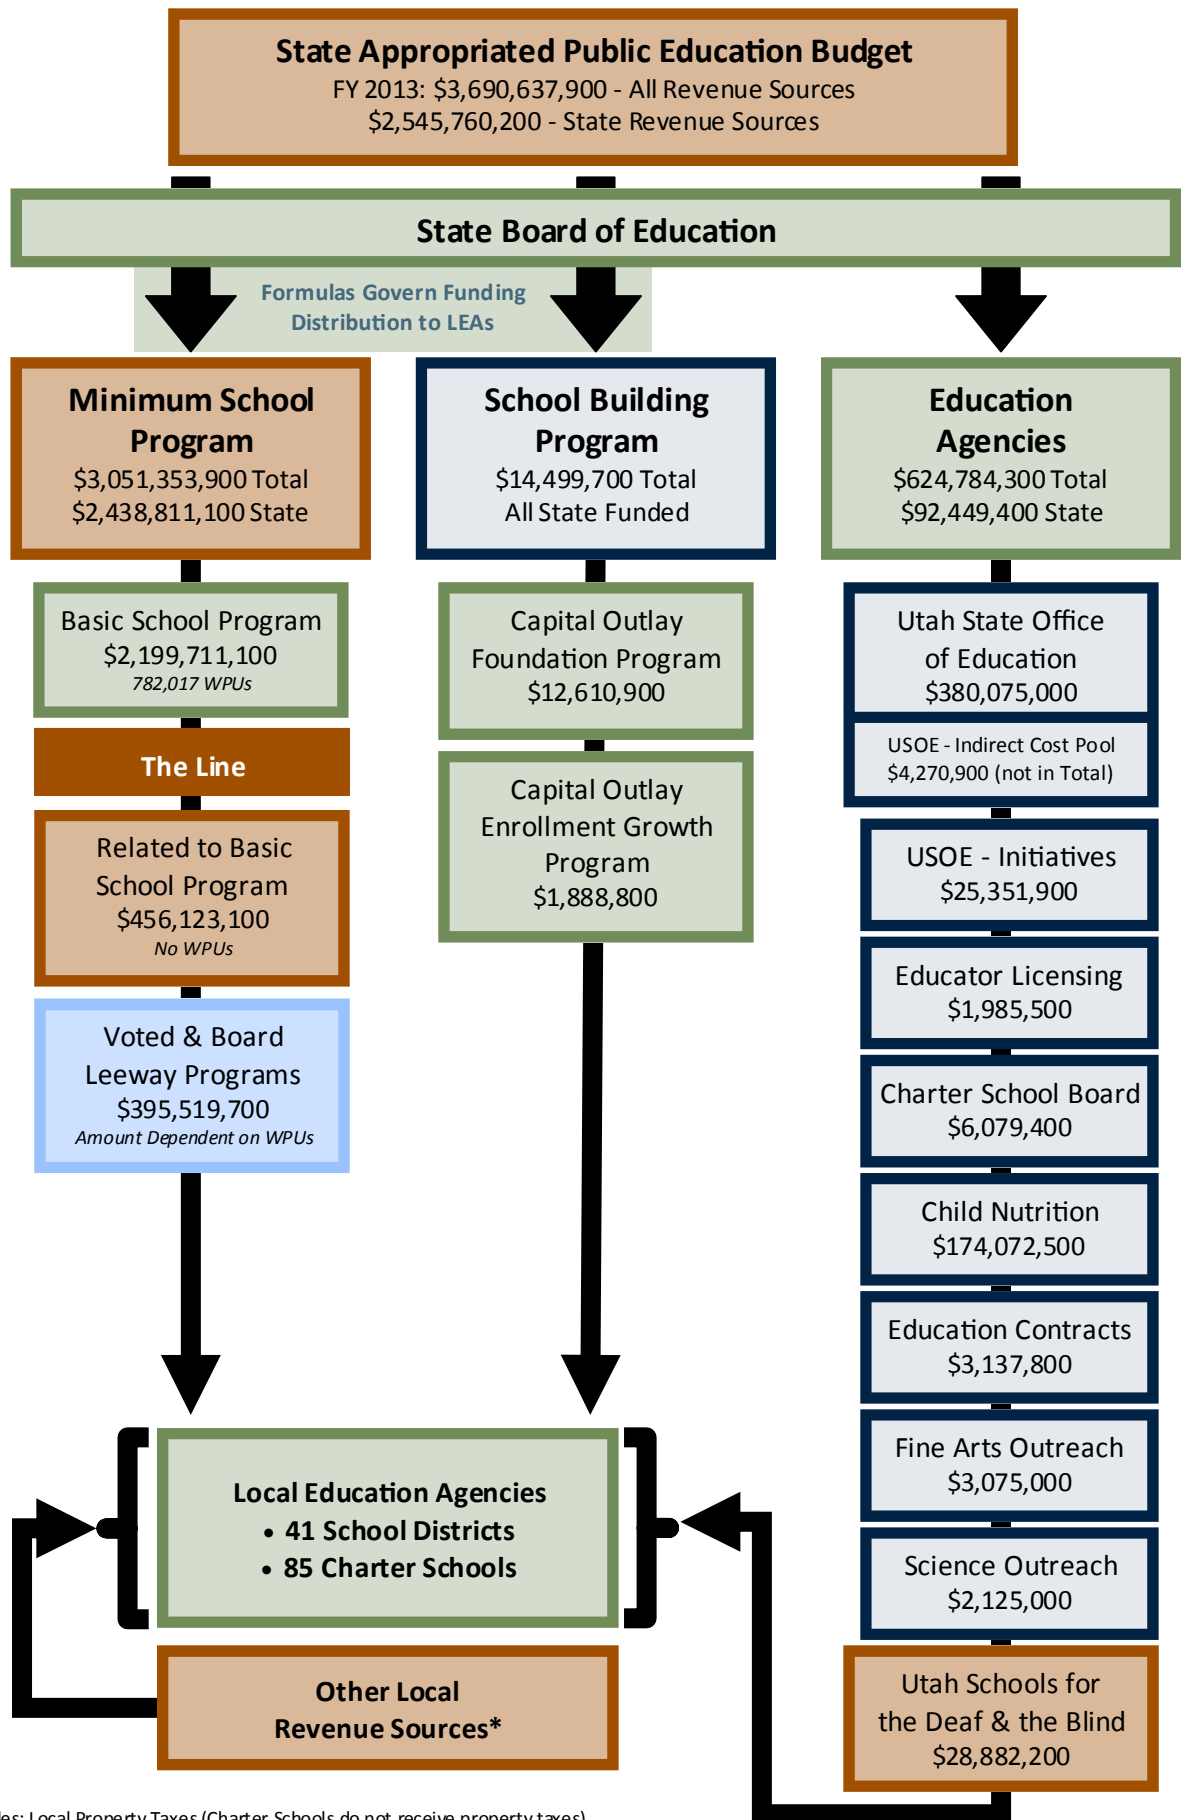 State Appropriated Public Education Budget
FY 2013: $3,690,637,900 - All Revenue Sources
$2,545,760,200 - State Revenue Sources
State Board of Education
Formulas Govern Funding
Distribution to LEAs
Minimum School
Program
$3,051,353,900 Total
$2,438,811,100 State
School Building
Program
$14,499,700 Total
All State Funded
Education
Agencies
$624,784,300 Total
$92,449,400 State
Basic School Program
$2,199,711,100
782,017 WPUs
The Line
Related to Basic
School Program
$456,123,100
No WPUs
Voted & Board
Leeway Programs
$395,519,700
Amount Dependent on WPUs
Capital Outlay
Foundation Program
$12,610,900
Capital Outlay
Enrollment Growth
Program
$1,888,800
Utah State Office
of Education
$380,075,000
USOE - Indirect Cost Pool
$4,270,900 (not in Total)
USOE - Initiatives
$25,351,900
Educator Licensing
$1,985,500
Charter School Board
$6,079,400
Child Nutrition
$174,072,500
Education Contracts
$3,137,800
Fine Arts Outreach
$3,075,000
Science Outreach
$2,125,000
Utah Schools for
the Deaf & the Blind
$28,882,200
Local Education Agencies
• 41 School Districts
• 85 Charter Schools
Other Local
Revenue Sources*
Local Property Taxes (Charter Schools do not receive property taxes)